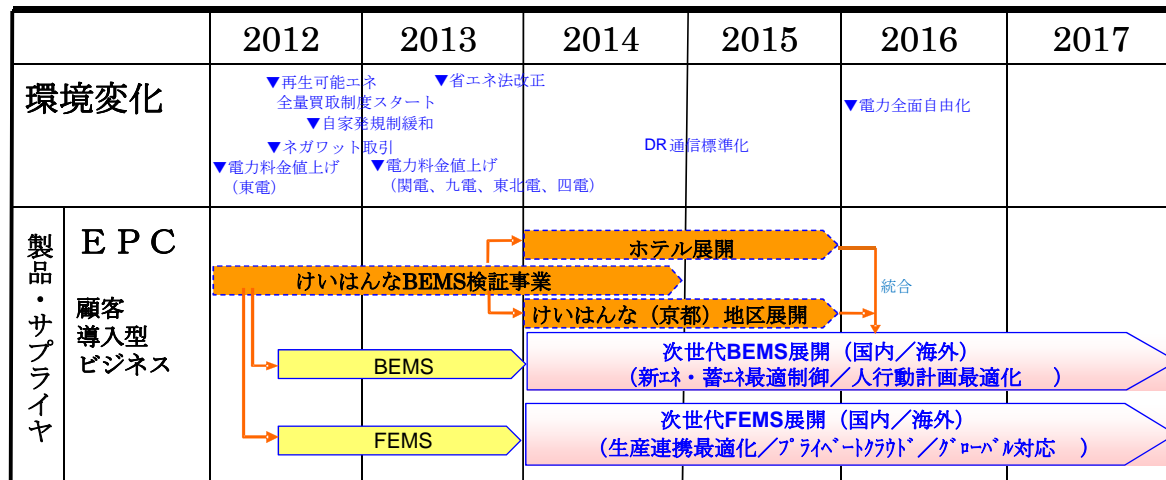 2012
2013
2014
2015
2016
2017
環境変化
▼再生可能エネ
全量買取制度スタート
▼自家発規制緩和
▼ネガワット取引
▼電力料金値上げ
（東電）
▼省エネ法改正
▼電力料金値上げ
（関電、九電、東北電、四電）
DR通信標準化
▼電力全面自由化
製品・サプライヤ
ＥＰＣ
顧客
導入型
ビジネス
ホテル展開
けいはんなBEMS検証事業
けいはんな（京都）地区展開
統合
BEMS
次世代BEMS展開（国内／海外）
（新ｴﾈ・蓄ｴﾈ最適制御／人行動計画最適化　）
FEMS
次世代FEMS展開（国内／海外）
（生産連携最適化／ﾌﾟﾗｲﾍﾞｰﾄｸﾗｳﾄﾞ／ｸﾞﾛｰﾊﾞﾙ対応　）